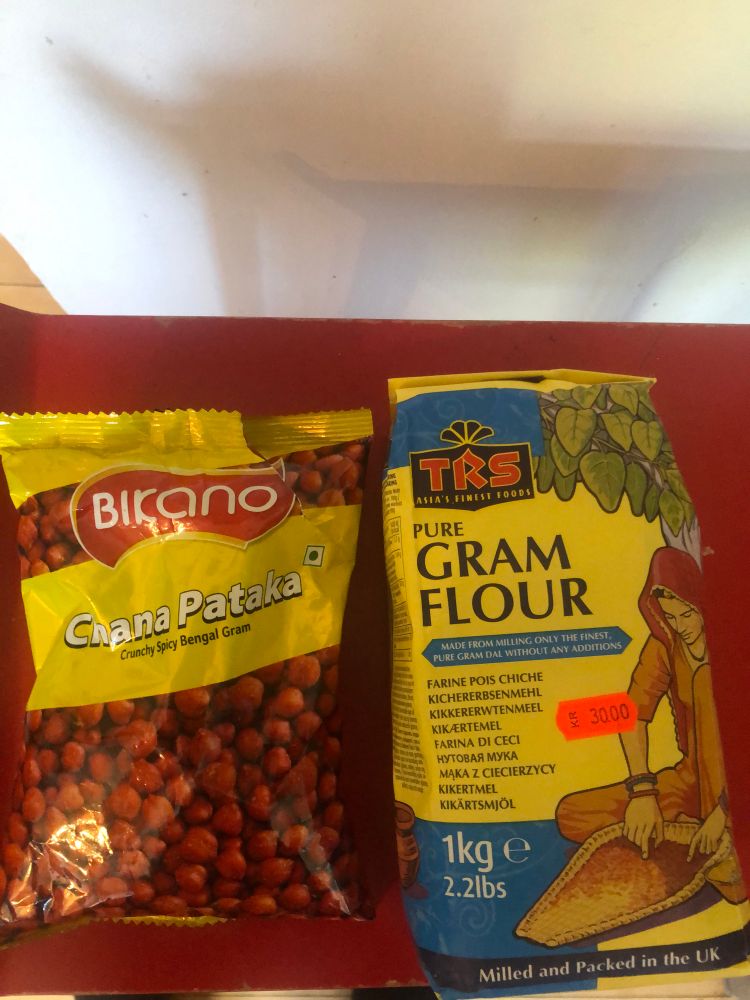 BIKANO
Chana Pataka
Crunchy Spicy Bengal Gram
TRS
ASIA'S FINEST FOODS
PURE
GRAM
FLOUR
MADE FROM MILLING ONLY THE FINEST,
PURE GRAM DAL WITHOUT ANY ADDITIONS
FARINE POIS CHICHE
KICHERERBSENMEHL
KIKKERERWTENMEEL
KIKÆRTEMEL
FARINA DI CECI
НУТОВАЯ МУКА
MĄKA Z CIECIERZYCY
KIKERTMEL
KIKÄRTSMJÖL
KR 30.00
1kg e
2.2lbs
Milled and Packed in the UK